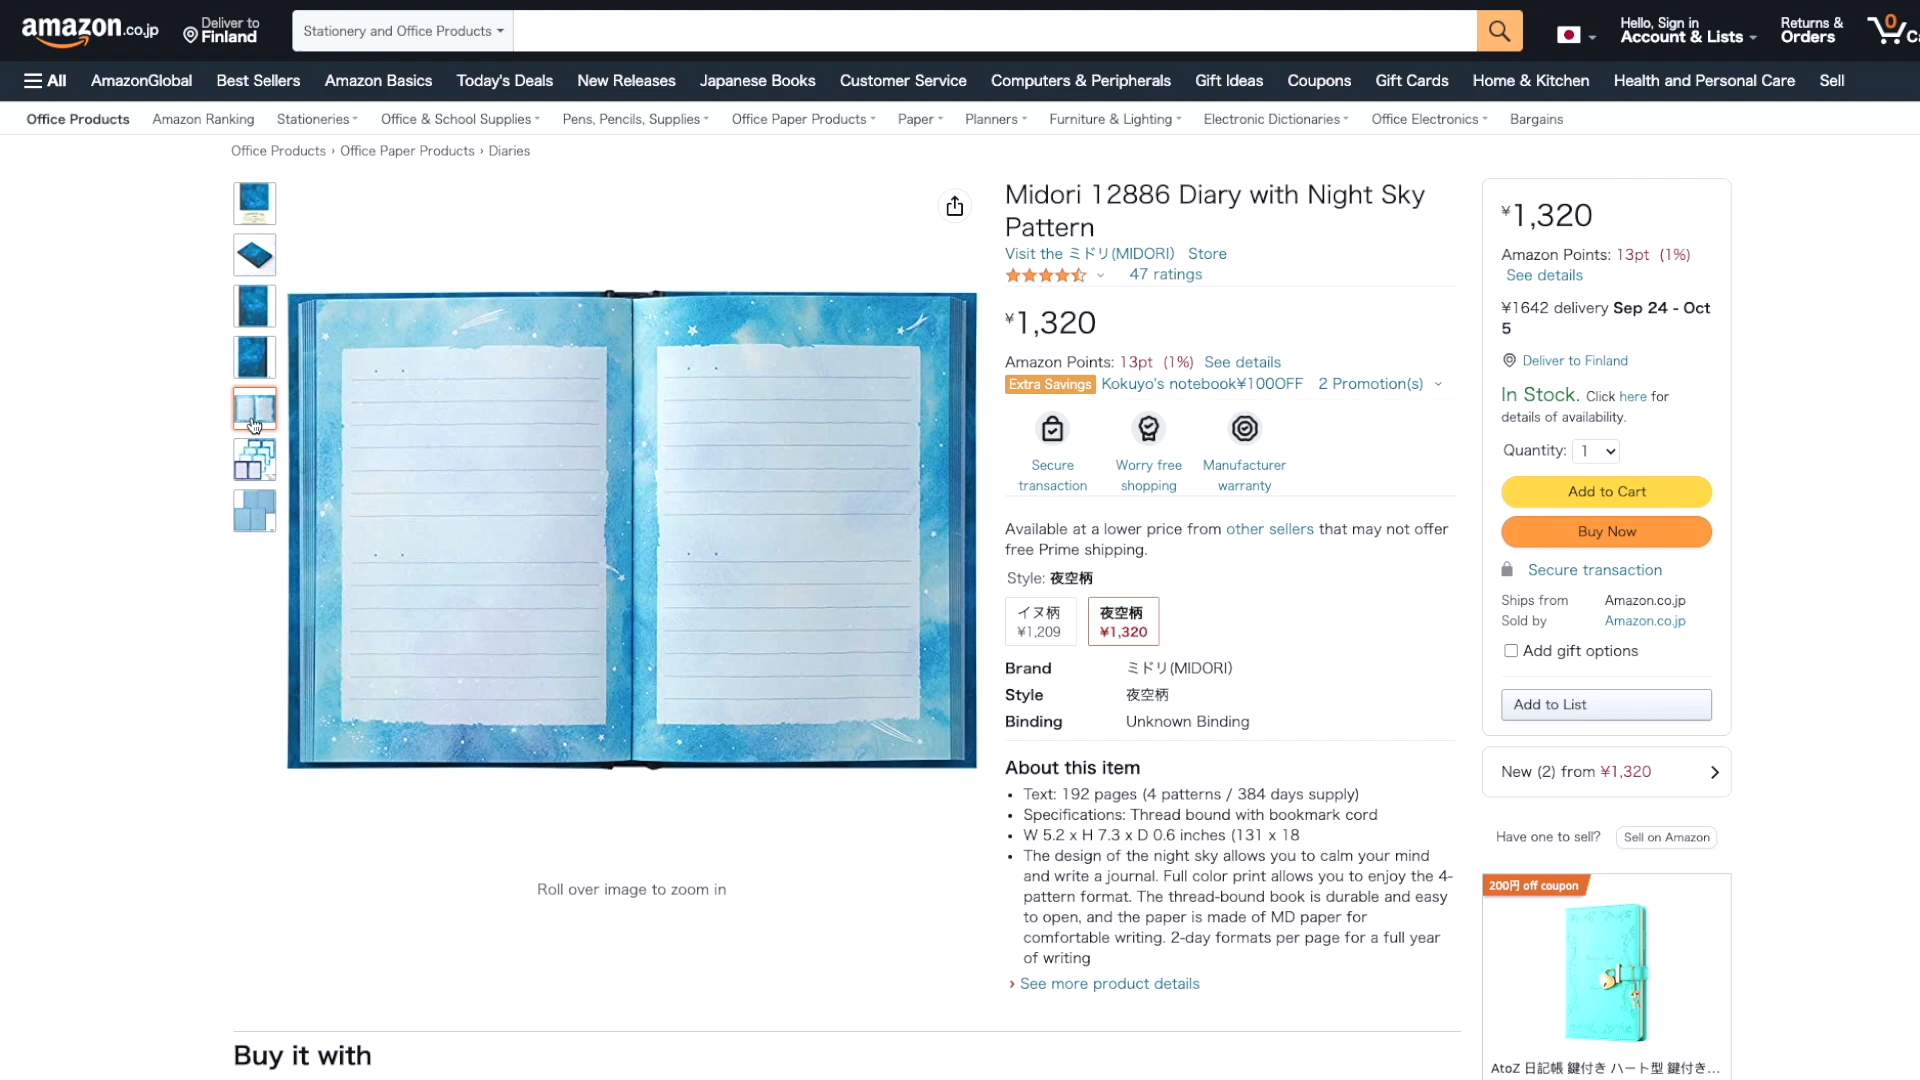 amazon.co.jp
Deliver to
Finland
Stationery and Office Products
Hello, Sign in
Account & Lists
Returns &
Orders
0
All
AmazonGlobal
Best Sellers
Amazon Basics
Today's Deals
New Releases
Japanese Books
Customer Service
Computers & Peripherals
Gift Ideas
Coupons
Gift Cards
Home & Kitchen
Health and Personal Care
Sell
Office Products
Amazon Ranking
Stationeries
Office & School Supplies
Pens, Pencils, Supplies
Office Paper Products
Paper
Planners
Furniture & Lighting
Electronic Dictionaries
Office Electronics
Bargains
Office Products › Office Paper Products › Diaries
Midori 12886 Diary with Night Sky
Pattern
Visit the ミドリ(MIDORI) Store
47 ratings
¥1,320
Amazon Points: 13pt (1%) See details
Extra Savings Kokuyo's notebook¥100OFF 2 Promotion(s)
Secure
transaction
Worry free
shopping
Manufacturer
warranty
Available at a lower price from other sellers that may not offer
free Prime shipping.
Style: 夜空柄
イヌ柄
¥1,209
夜空柄
¥1,320
Brand ミドリ(MIDORI)
Style 夜空柄
Binding Unknown Binding
About this item
• Text: 192 pages (4 patterns / 384 days supply)
• Specifications: Thread bound with bookmark cord
• W 5.2 x H 7.3 x D 0.6 inches (131 x 18
• The design of the night sky allows you to calm your mind
and write a journal. Full color print allows you to enjoy the 4-
pattern format. The thread-bound book is durable and easy
to open, and the paper is made of MD paper for
comfortable writing. 2-day formats per page for a full year
of writing
› See more product details
Roll over image to zoom in
Buy it with
¥1,320
Amazon Points: 13pt (1%)
See details
¥1642 delivery Sep 24 - Oct
5
Deliver to Finland
In Stock. Click here for
details of availability.
Quantity: 1
Add to Cart
Buy Now
Secure transaction
Ships from Amazon.co.jp
Sold by Amazon.co.jp
Add gift options
Add to List
New (2) from ¥1,320
Have one to sell? Sell on Amazon
200円 off coupon
AtoZ 日記帳 鍵付き ハート型 鍵付き...